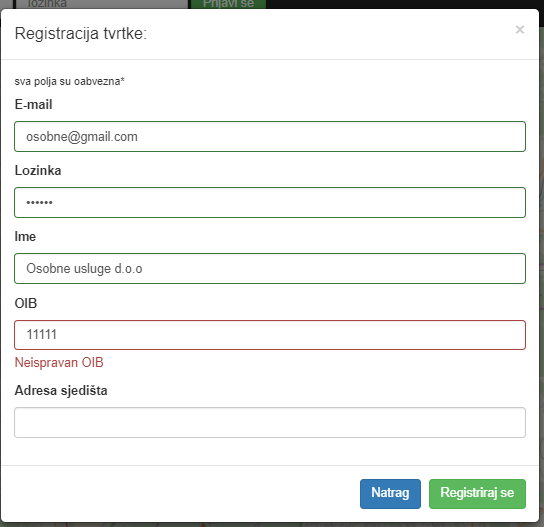 lozinka
Prijavi se
Registracija tvrtke:
×
sva polja su oabvezna*
E-mail
osobne@gmail.com
Lozinka
••••••
Ime
Osobne usluge d.o.o
OIB
11111
Neispravan OIB
Adresa sjedišta
Natrag
Registriraj se